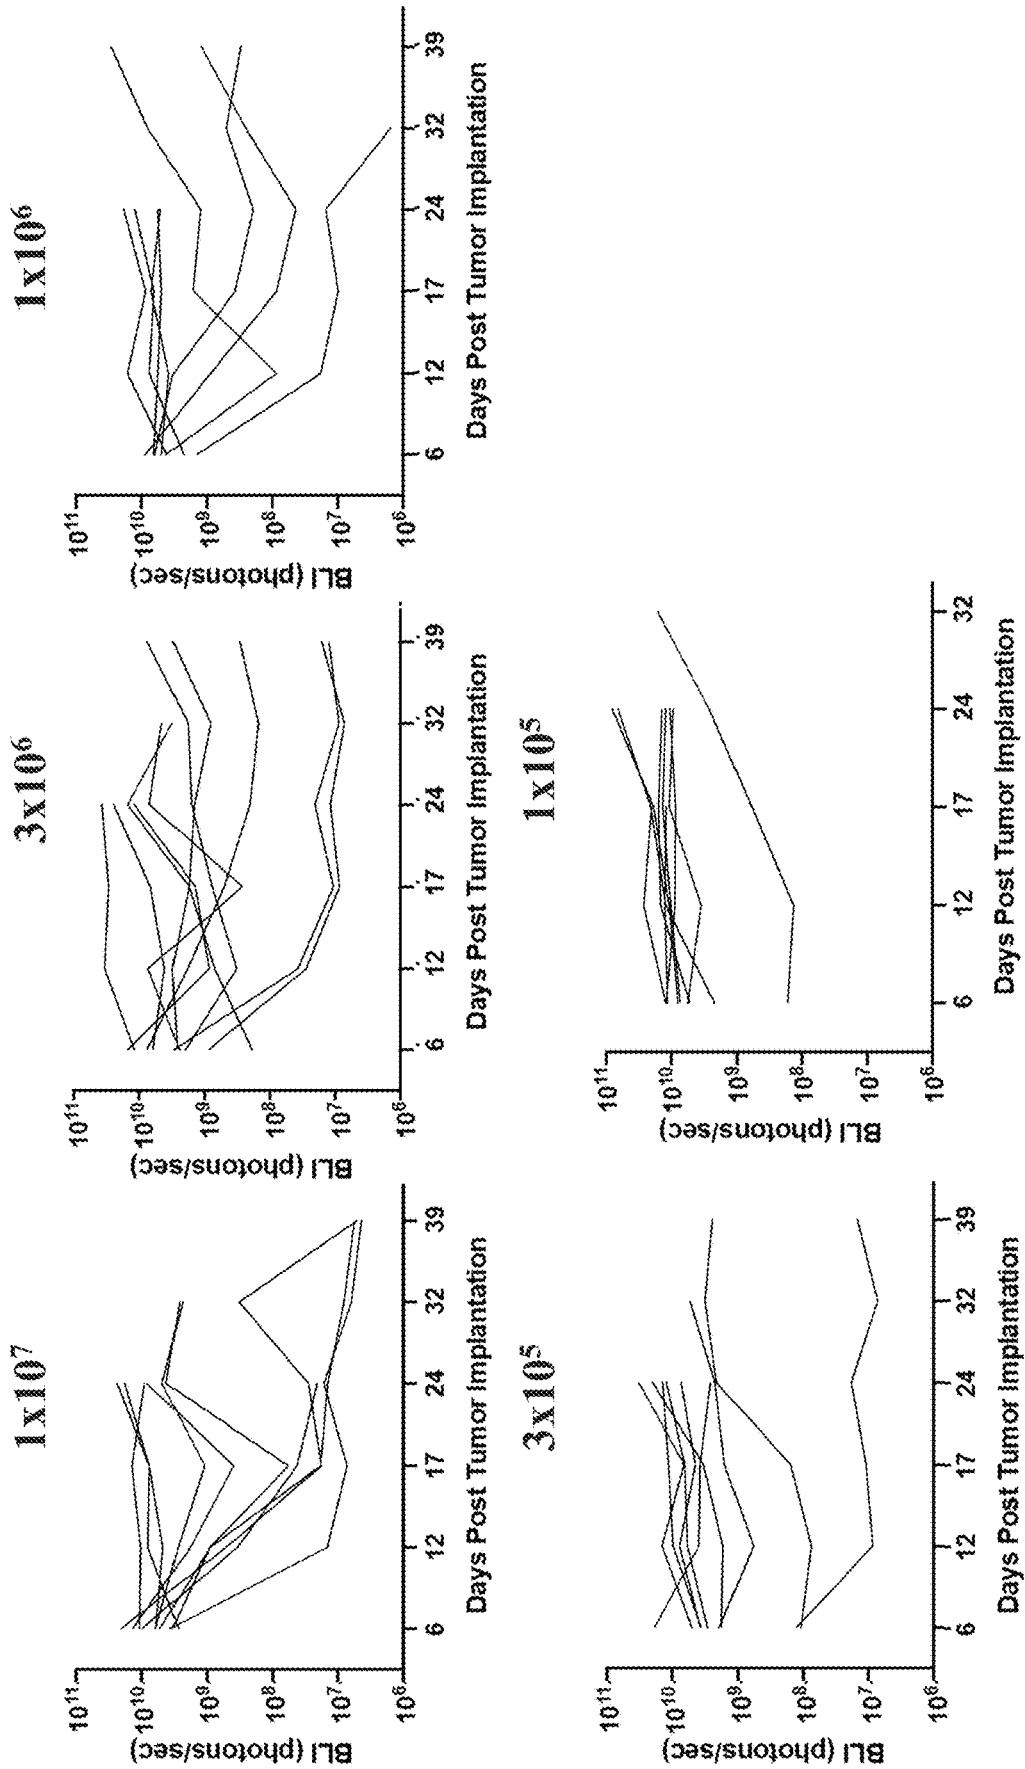 1x10⁷
BLI (photons/sec)
10¹¹
10¹⁰
10⁹
10⁸
10⁷
10⁶
6 12 17 24 32 39
Days Post Tumor Implantation
3x10⁶
BLI (photons/sec)
10¹¹
10¹⁰
10⁹
10⁸
10⁷
10⁶
6 12 17 24 32 39
Days Post Tumor Implantation
1x10⁶
BLI (photons/sec)
10¹¹
10¹⁰
10⁹
10⁸
10⁷
10⁶
6 12 17 24 32 39
Days Post Tumor Implantation
3x10⁵
BLI (photons/sec)
10¹¹
10¹⁰
10⁹
10⁸
10⁷
10⁶
6 12 17 24 32 39
Days Post Tumor Implantation
1x10⁵
BLI (photons/sec)
10¹¹
10¹⁰
10⁹
10⁸
10⁷
10⁶
6 12 17 24 32
Days Post Tumor Implantation